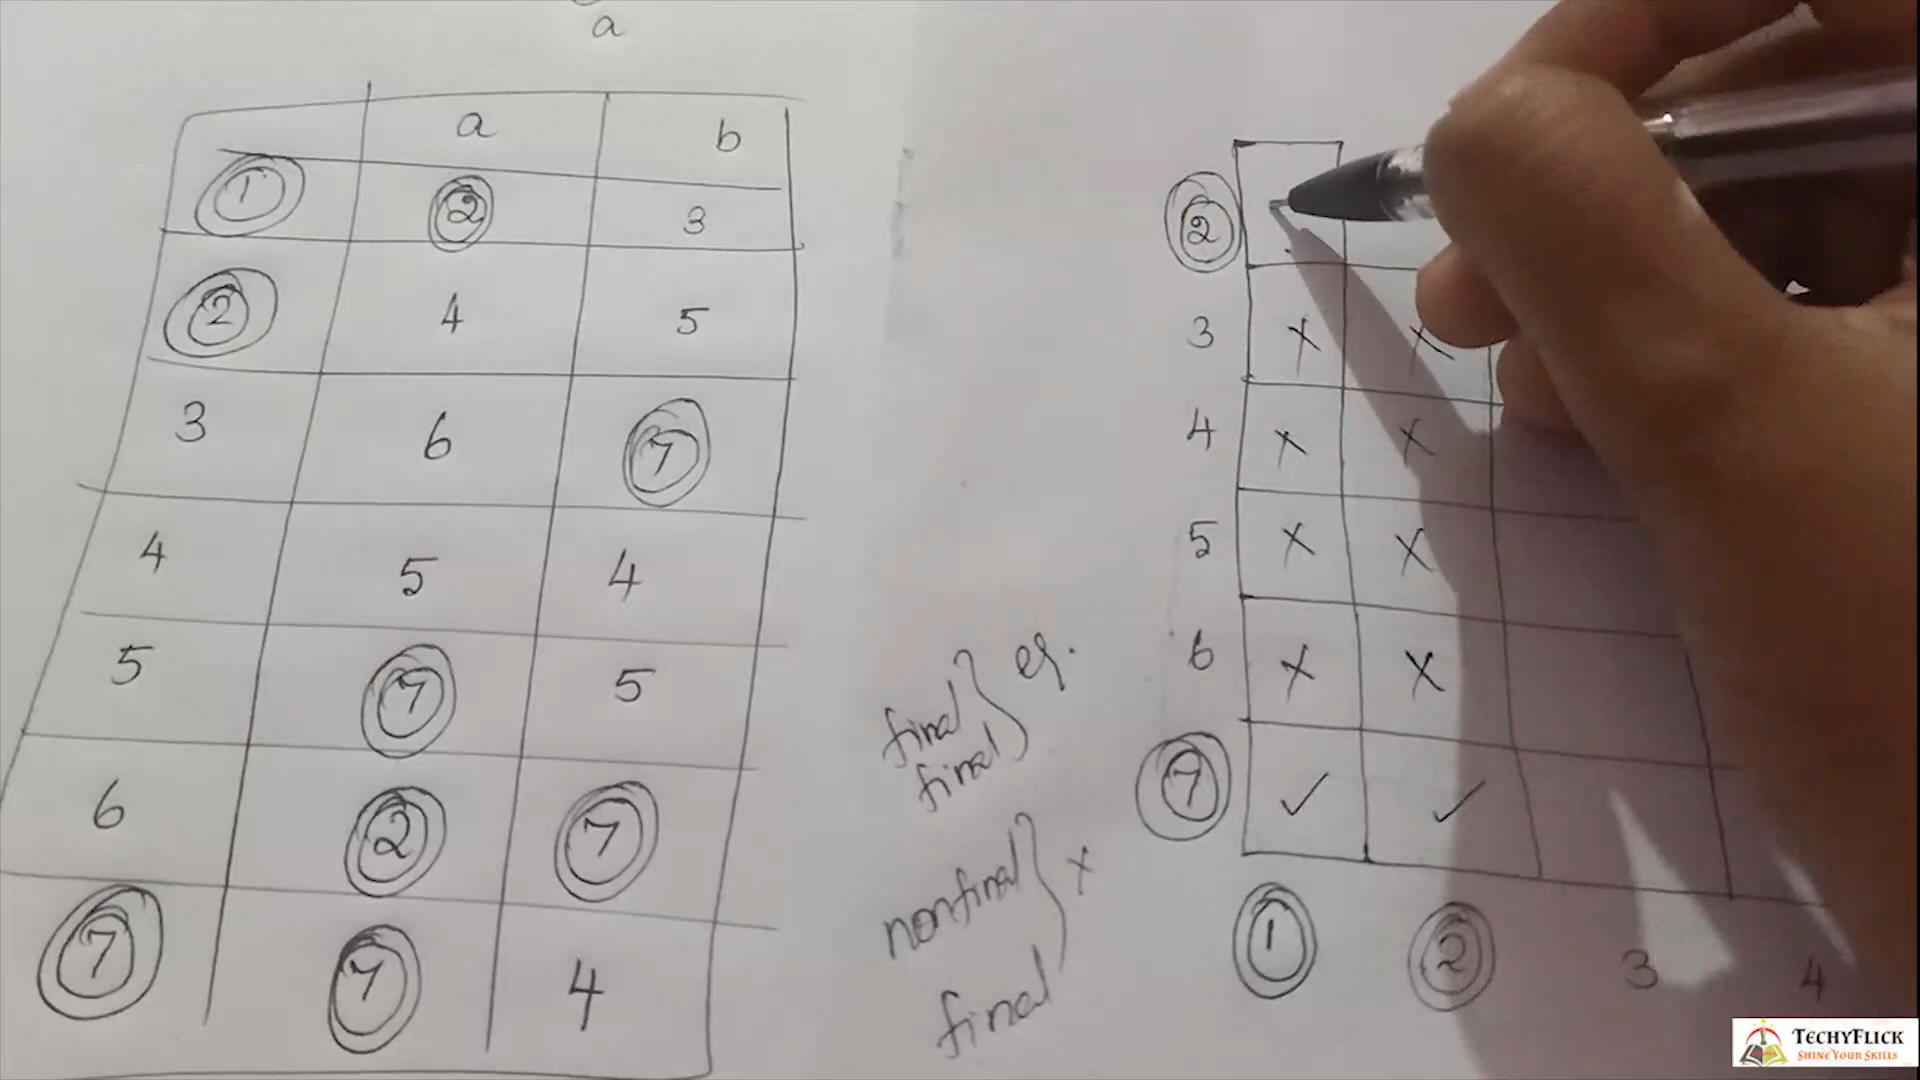 a
a b
1 2 3
2 4 5
3 6 7
4 5 4
5 7 5
6 2 7
7 7 4
final
final } eq.
nonfinal
final } x
2
3 x x
4 x x
5 x x
6 x x
7 ✓ ✓
1 2 3 4
TECHYFLICK
SHINE YOUR SKILLS